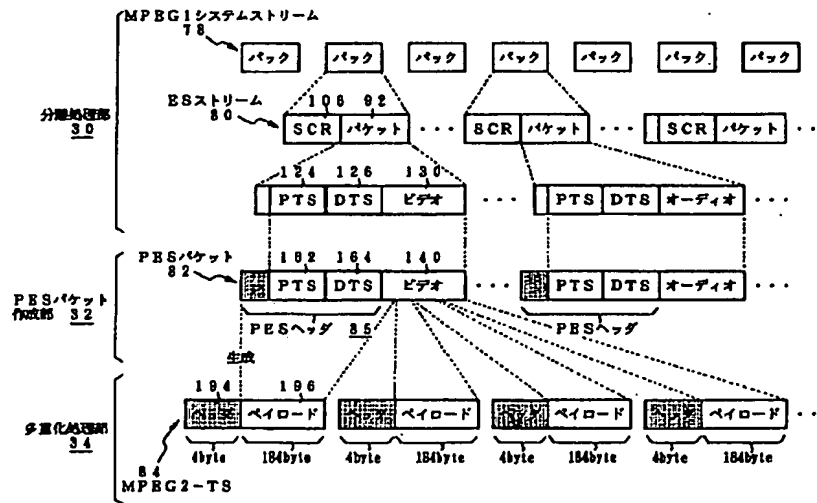 MPEG1システムストリーム
78
パック パック パック パック パック パック
ESストリーム
80
106 92
SCR パケット ・・・ SCR パケット ・・・ SCR パケット ・・
分離処理部
30
124 126 130
PTS DTS ビデオ ・・・ PTS DTS オーディオ ・・・
PESパケット
82
162 164 140
PTS DTS ビデオ ・・・ PTS DTS オーディオ ・・・
PESパケット
作成部 32
PESヘッダ 85 PESヘッダ
生成
194 196
ペイロード ペイロード ペイロード ペイロード ・・
多重化処理部
34
4byte 184byte 4byte 184byte 4byte 184byte 4byte 184byte
84
MPEG2-TS